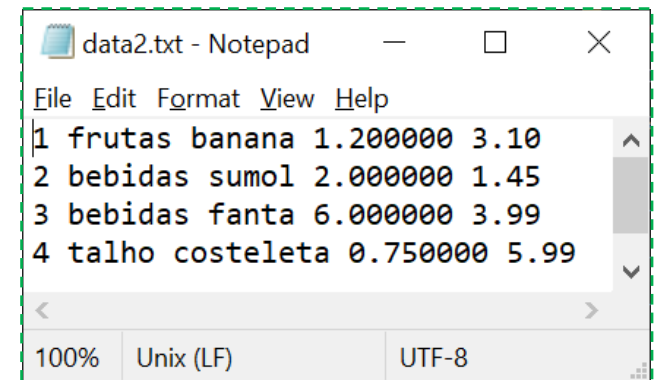 data2.txt - Notepad
File Edit Format View Help
1 frutas banana 1.200000 3.10
2 bebidas sumol 2.000000 1.45
3 bebidas fanta 6.000000 3.99
4 talho costeleta 0.750000 5.99
100% Unix (LF) UTF-8